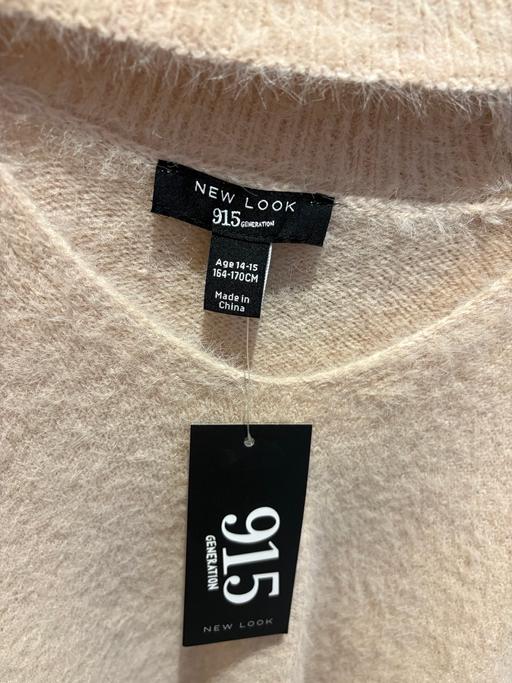 NEW LOOK
915 GENERATION
Age 14-15
164-170CM
Made in
China
915
GENERATION
NEW LOOK